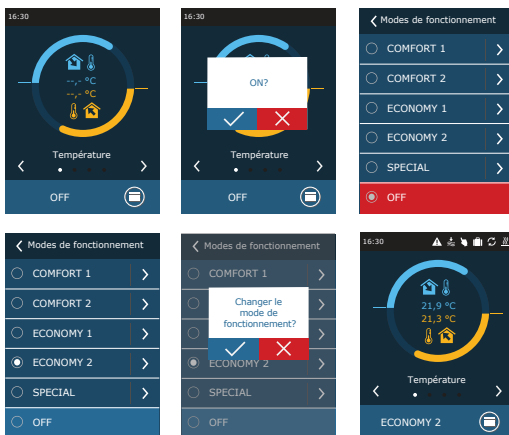 16:30
--,- °C
--,- °C
Température
OFF
16:30
ON?
Température
OFF
Modes de fonctionnement
COMFORT 1
COMFORT 2
ECONOMY 1
ECONOMY 2
SPECIAL
OFF
Modes de fonctionnement
COMFORT 1
COMFORT 2
ECONOMY 1
ECONOMY 2
SPECIAL
OFF
Modes de fonctionnement
COMFORT 1
Changer le
mode de
fonctionnement?
ECONOMY 2
SPECIAL
OFF
16:30
21,9 °C
21,3 °C
Température
ECONOMY 2